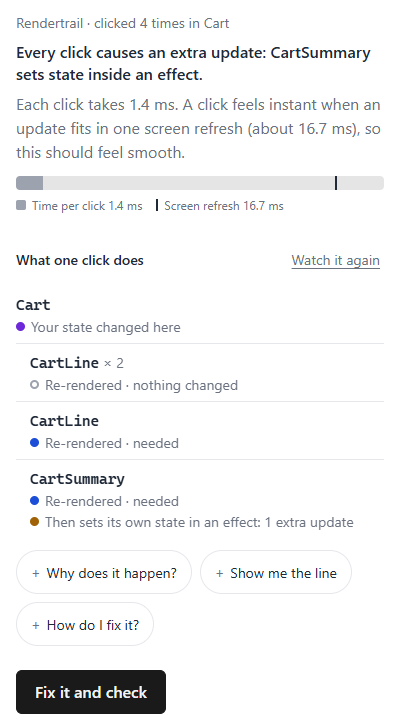 Rendertrail · clicked 4 times in Cart
Every click causes an extra update: CartSummary
sets state inside an effect.
Each click takes 1.4 ms. A click feels instant when an
update fits in one screen refresh (about 16.7 ms), so
this should feel smooth.
Time per click 1.4 ms Screen refresh 16.7 ms
What one click does Watch it again
Cart
Your state changed here
CartLine × 2
Re-rendered · nothing changed
CartLine
Re-rendered · needed
CartSummary
Re-rendered · needed
Then sets its own state in an effect: 1 extra update
+ Why does it happen? + Show me the line
+ How do I fix it?
Fix it and check